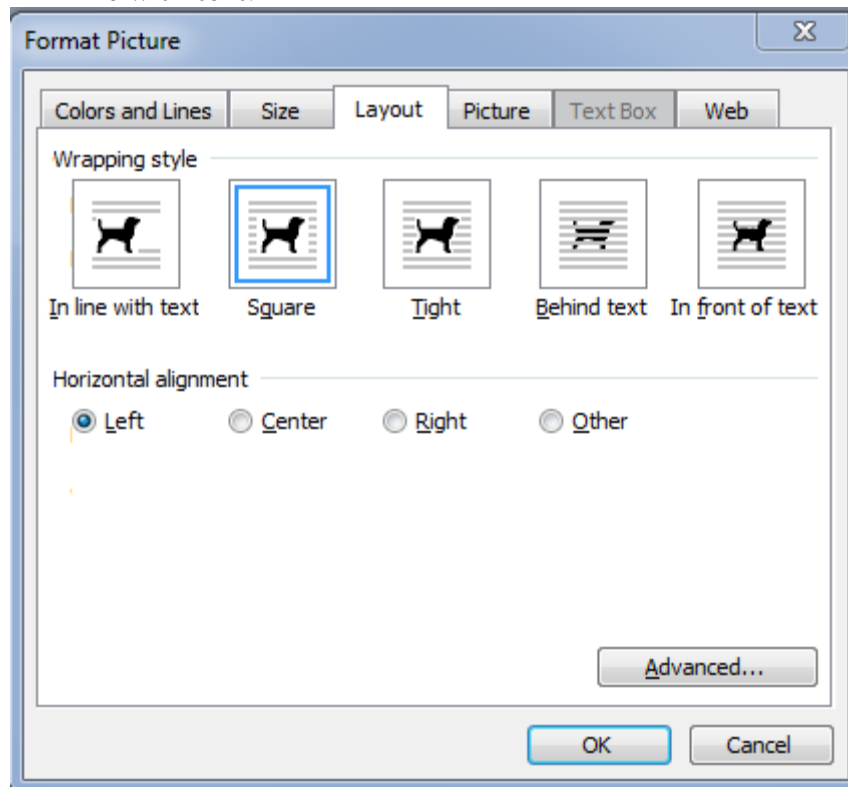 Format Picture
Colors and Lines Size Layout Picture Text Box Web
Wrapping style
In line with text Square Tight Behind text In front of text
Horizontal alignment
Left Center Right Other
Advanced...
OK Cancel